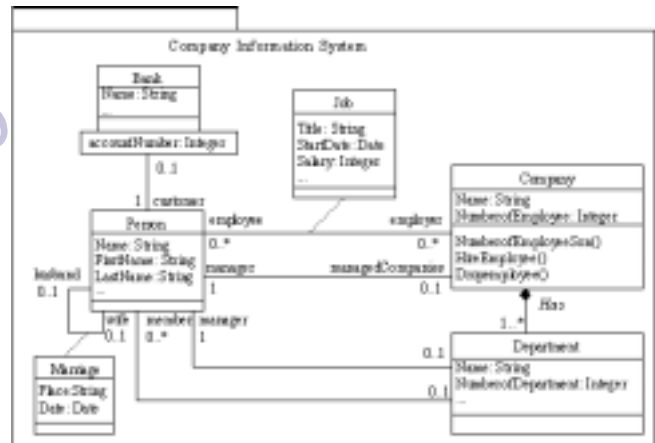 Company Information System
Bank
Name: String
...
accountNumber: Integer
0..1
1 customer
Job
Title: String
StartDate: Date
Salary: Integer
...
Company
Name: String
NumberofEmployee: Integer
NumberofEmployeeSum()
HireEmployee()
Dropemployee()
Person
Name: String
FirstName: String
LastName: String
...
employee
0..*
employer
0..*
manager
1
managedCompanies
0..1
husband
0..1
wife
0..1
member
0..*
manager
1
Has
1..*
Department
Name: String
NumberofDepartment: Integer
...
0..1
0..1
Marriage
Place:String
Date: Date